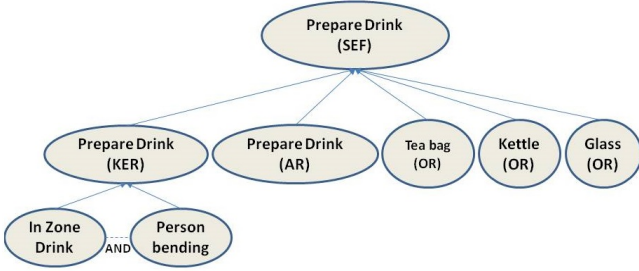 Prepare Drink
(SEF)
Prepare Drink
(KER)
Prepare Drink
(AR)
Tea bag
(OR)
Kettle
(OR)
Glass
(OR)
In Zone
Drink
AND
Person
bending